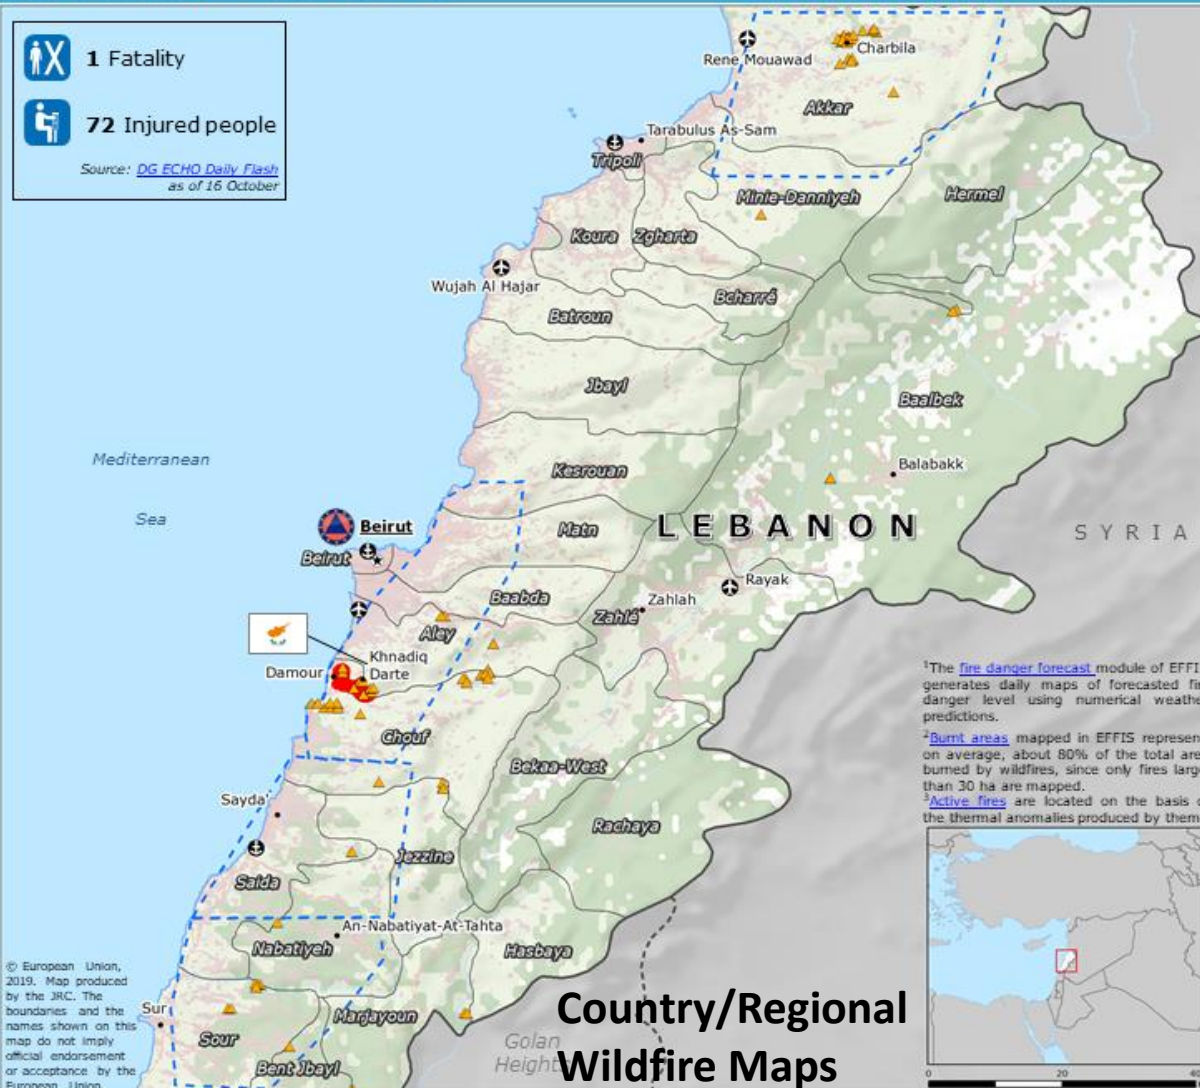 1 Fatality
72 Injured people
Source: DG ECHO Daily Flash
as of 16 October
Rene Mouawad
Charbila
Akkar
Tarabulus As-Sam
Tripoli
Minie-Danniyeh
Hermel
Koura
Zgharta
Wujah Al Hajar
Bcharré
Batroun
Jbayl
Baalbek
Mediterranean
Sea
Kesrouan
Balabakk
Beirut
Matn
LEBANON
SYRIA
Beirut
Rayak
Baabda
Zahlah
Zahlé
Aley
Khnadiq
Darte
Damour
Chouf
Bekaa-West
Sayda
Rachaya
Jezzine
Saida
An-Nabatiyat-At-Tahta
Nabatiyeh
Hasbaya
Sur
Sour
Marjayoun
Bent Jbayl
Golan
Height
¹The fire danger forecast module of EFFI
generates daily maps of forecasted fir
danger level using numerical weathe
predictions.
²Burnt areas mapped in EFFIS represen
on average, about 80% of the total are
burned by wildfires, since only fires larg
than 30 ha are mapped.
³Active fires are located on the basis o
the thermal anomalies produced by them
© European Union,
2019. Map produced
by the JRC. The
boundaries and the
names shown on this
map do not imply
official endorsement
or acceptance by the
European Union
Country/Regional
Wildfire Maps
0 20 40